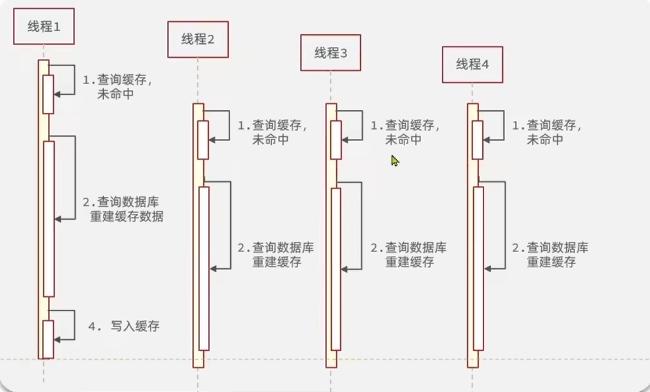 线程1
线程2
线程3
线程4
1.查询缓存，
未命中
1.查询缓存，
未命中
1.查询缓存，
未命中
1.查询缓存，
未命中
2.查询数据库
重建缓存数据
2.查询数据库
重建缓存
2.查询数据库
重建缓存
2.查询数据库
重建缓存
4. 写入缓存